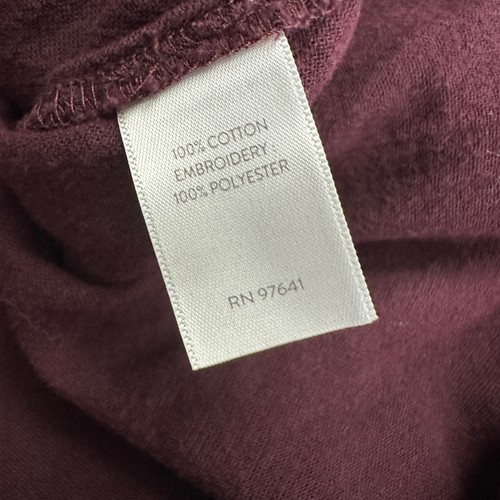 100% COTTON
EMBROIDERY :
100% POLYESTER
RN 97641